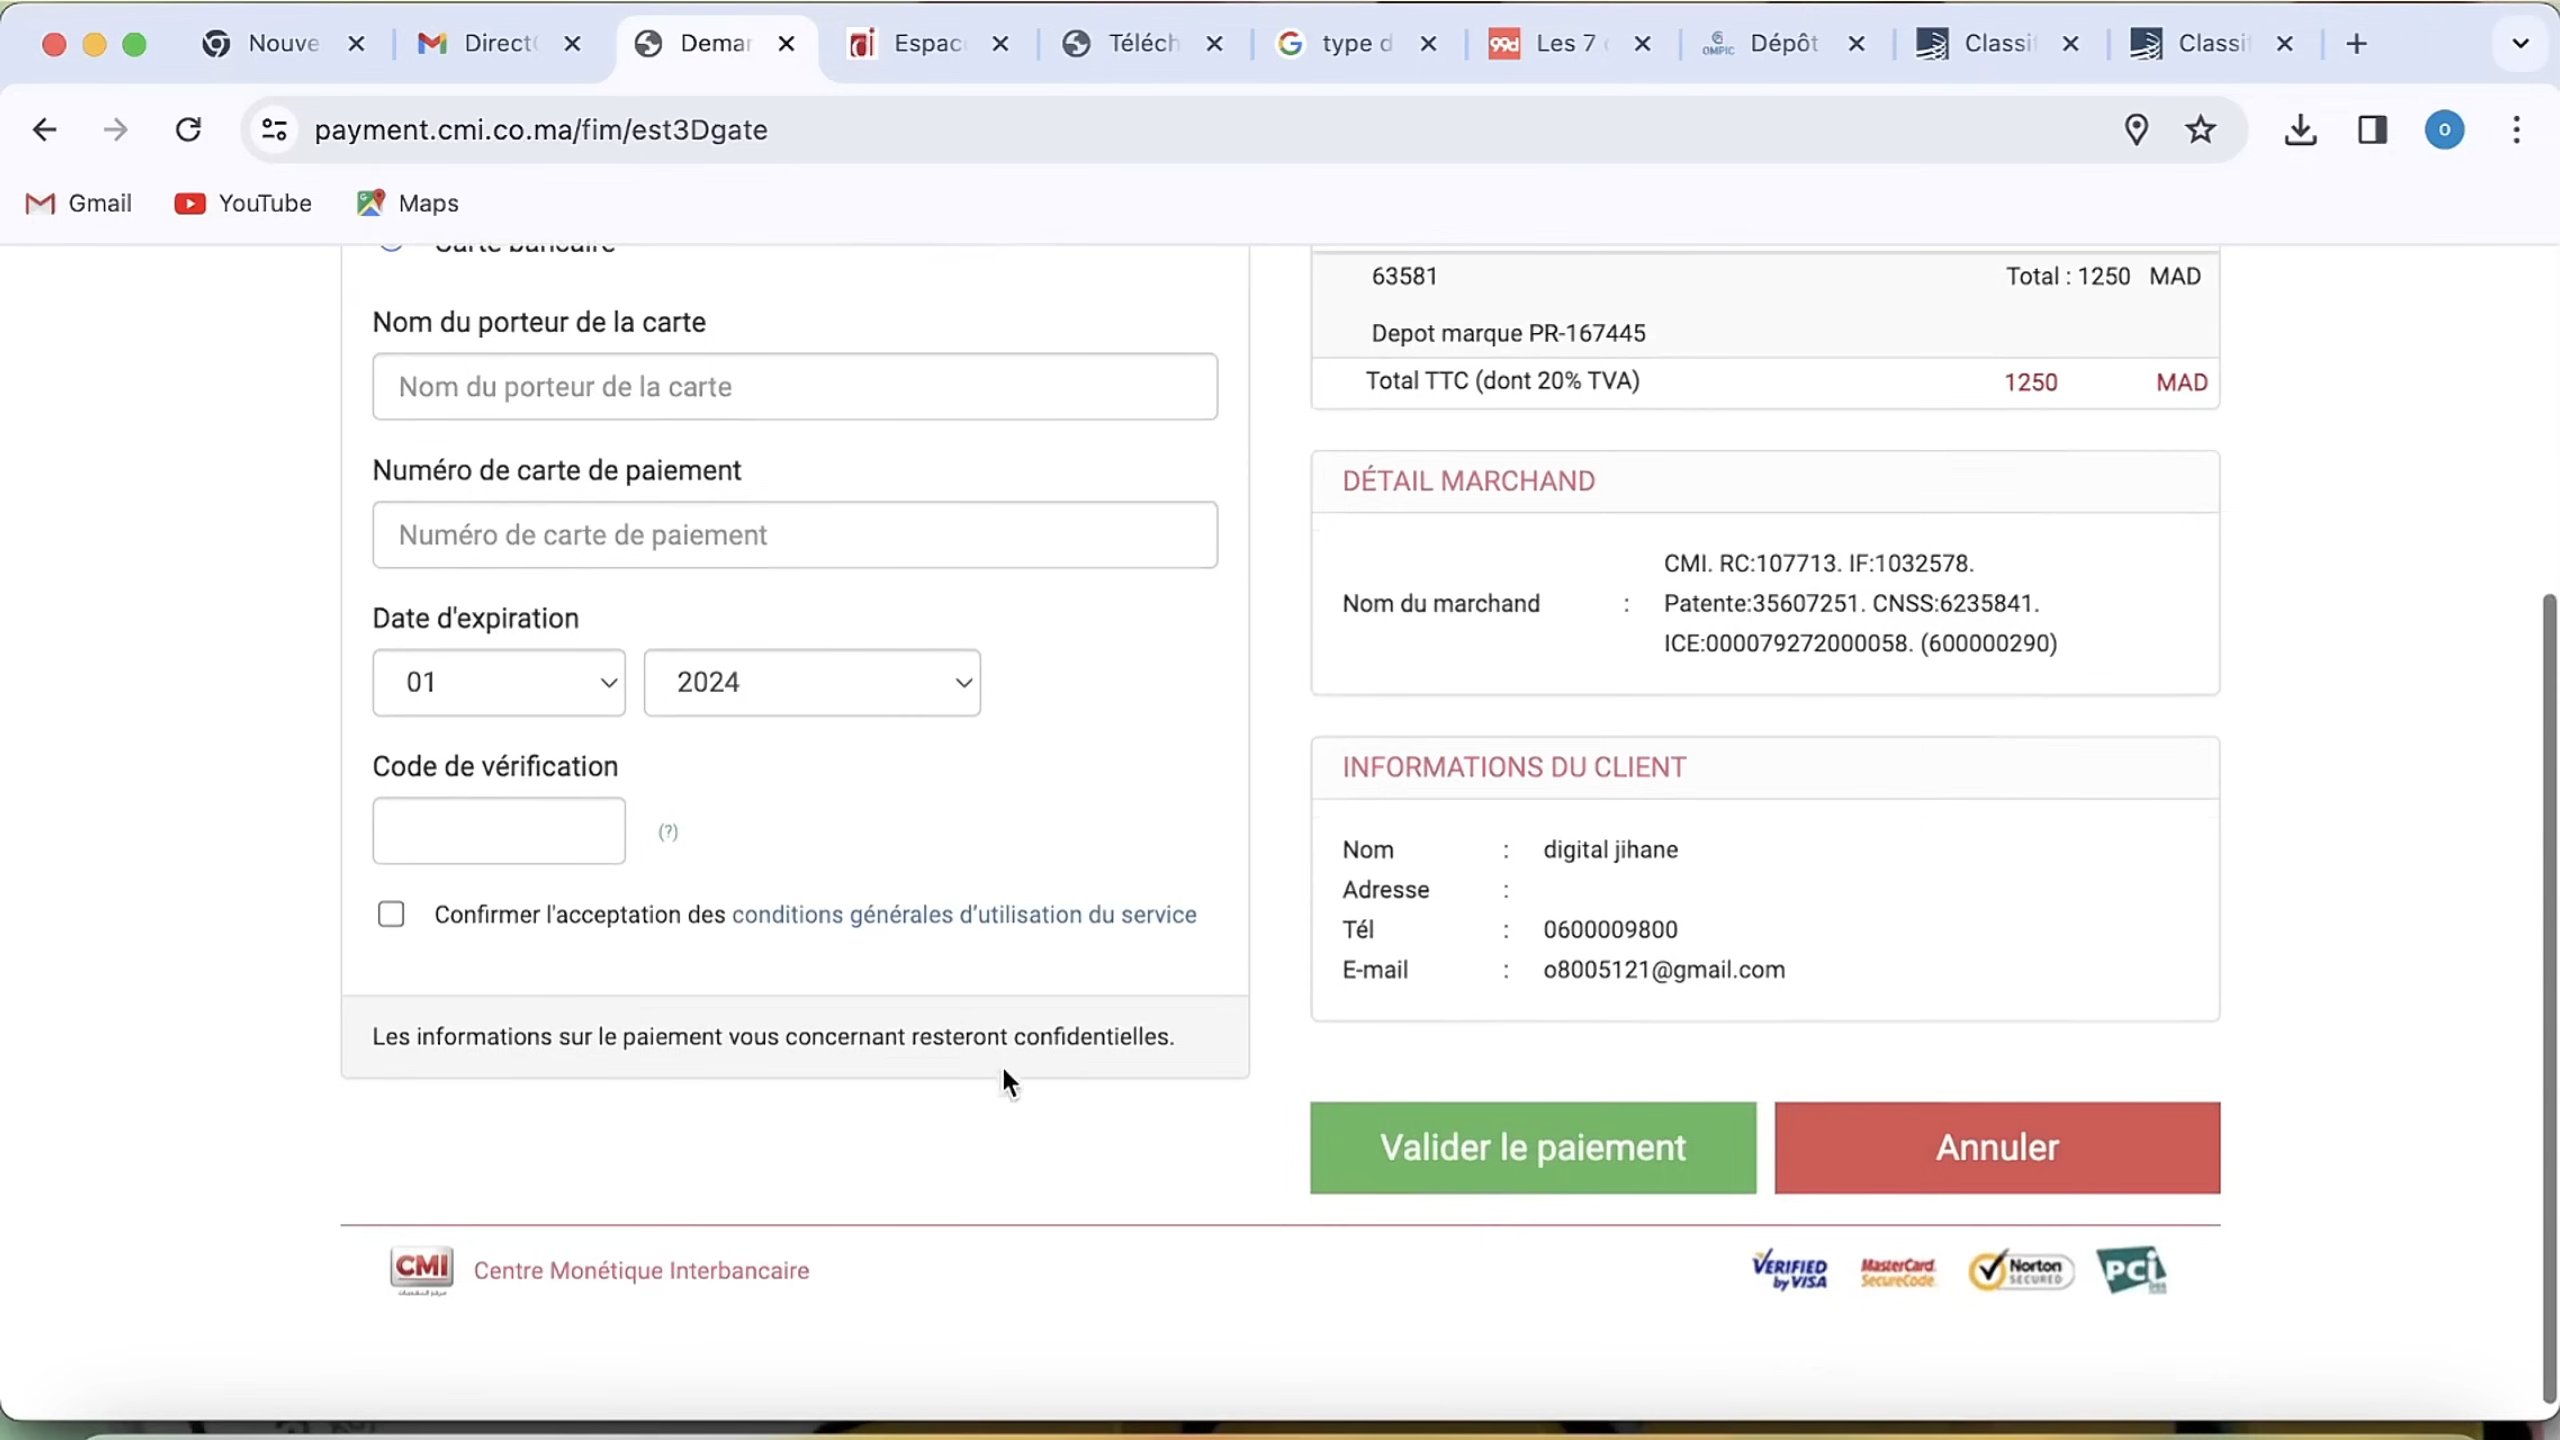 Nouve
Direct
Demar
Espac
Téléch
type d
99d
Les 7
OMPIC
Dépôt
Classi
Classi
payment.cmi.co.ma/fim/est3Dgate
o
Gmail
YouTube
Maps
Carte bancaire
Nom du porteur de la carte
Nom du porteur de la carte
Numéro de carte de paiement
Numéro de carte de paiement
Date d'expiration
01
2024
Code de vérification
(?)
Confirmer l'acceptation des conditions générales d’utilisation du service
Les informations sur le paiement vous concernant resteront confidentielles.
63581
Total : 1250 MAD
Depot marque PR-167445
Total TTC (dont 20% TVA)
1250 MAD
DÉTAIL MARCHAND
Nom du marchand :
CMI. RC:107713. IF:1032578.
Patente:35607251. CNSS:6235841.
ICE:000079272000058. (600000290)
INFORMATIONS DU CLIENT
Nom : digital jihane
Adresse :
Tél : 0600009800
E-mail : o8005121@gmail.com
Valider le paiement
Annuler
CMI
Centre Monétique Interbancaire
VERIFIED
by VISA
MasterCard.
SecureCode.
Norton
SECURED
PCI